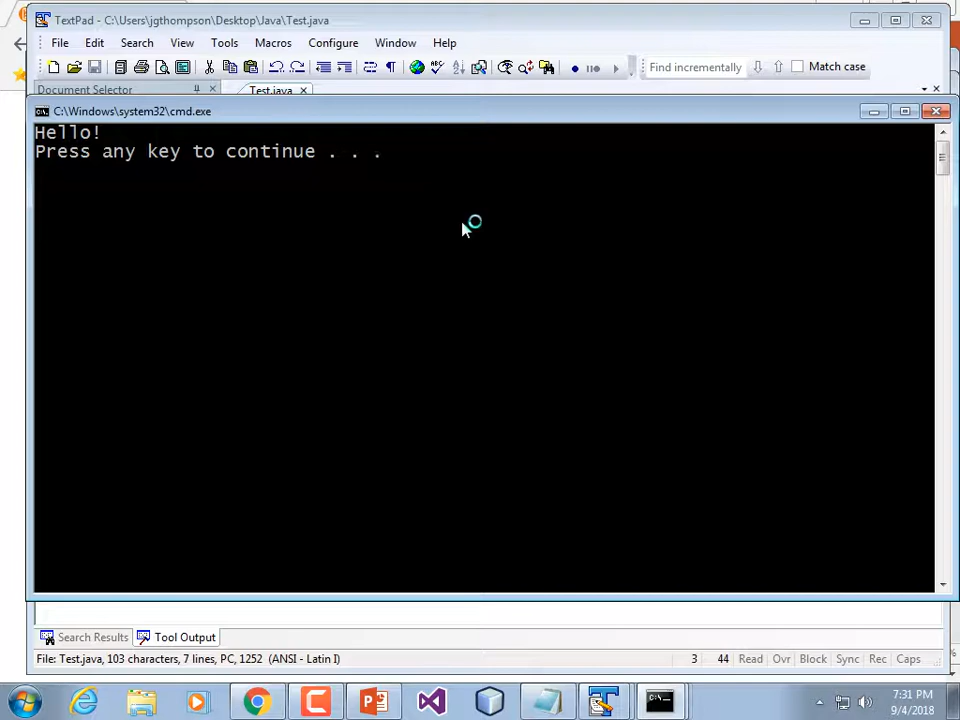 TextPad - C:\Users\jgthompson\Desktop\Java\Test.java
File Edit Search View Tools Macros Configure Window Help
Find incrementally Match case
Document Selector Test.java
C:\Windows\system32\cmd.exe
Hello!
Press any key to continue . . .
Search Results Tool Output
File: Test.java, 103 characters, 7 lines, PC, 1252 (ANSI - Latin I) 3 44 Read Ovr Block Sync Rec Caps
7:31 PM
9/4/2018